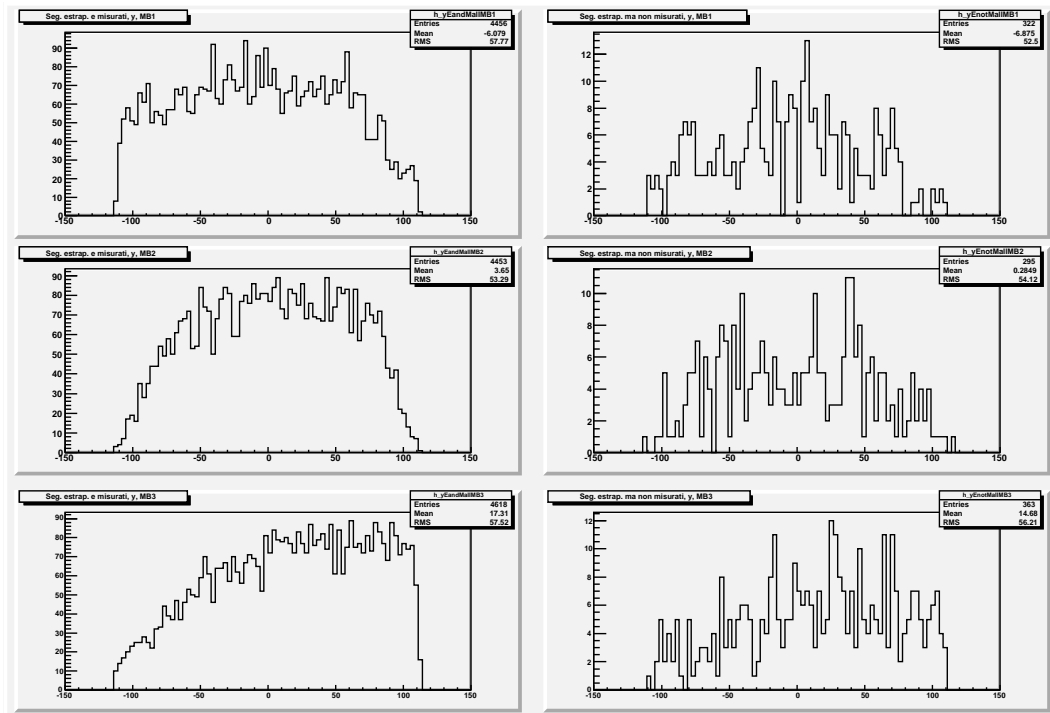 Seg. estrap. e misurati, y, MB1
h_yEandMallMB1
Entries 4456
Mean -6.079
RMS 57.77
90
80
70
60
50
40
30
20
10
0
-150 -100 -50 0 50 100 150
Seg. estrap. ma non misurati, y, MB1
h_yEnotMallMB1
Entries 322
Mean -6.875
RMS 52.5
12
10
8
6
4
2
0
-150 -100 -50 0 50 100 150
Seg. estrap. e misurati, y, MB2
h_yEandMallMB2
Entries 4453
Mean 3.65
RMS 53.29
90
80
70
60
50
40
30
20
10
0
-150 -100 -50 0 50 100 150
Seg. estrap. ma non misurati, y, MB2
h_yEnotMallMB2
Entries 295
Mean 0.2849
RMS 54.12
10
8
6
4
2
0
-150 -100 -50 0 50 100 150
Seg. estrap. e misurati, y, MB3
h_yEandMallMB3
Entries 4618
Mean 17.31
RMS 57.52
90
80
70
60
50
40
30
20
10
0
-150 -100 -50 0 50 100 150
Seg. estrap. ma non misurati, y, MB3
h_yEnotMallMB3
Entries 363
Mean 14.68
RMS 56.21
12
10
8
6
4
2
0
-150 -100 -50 0 50 100 150